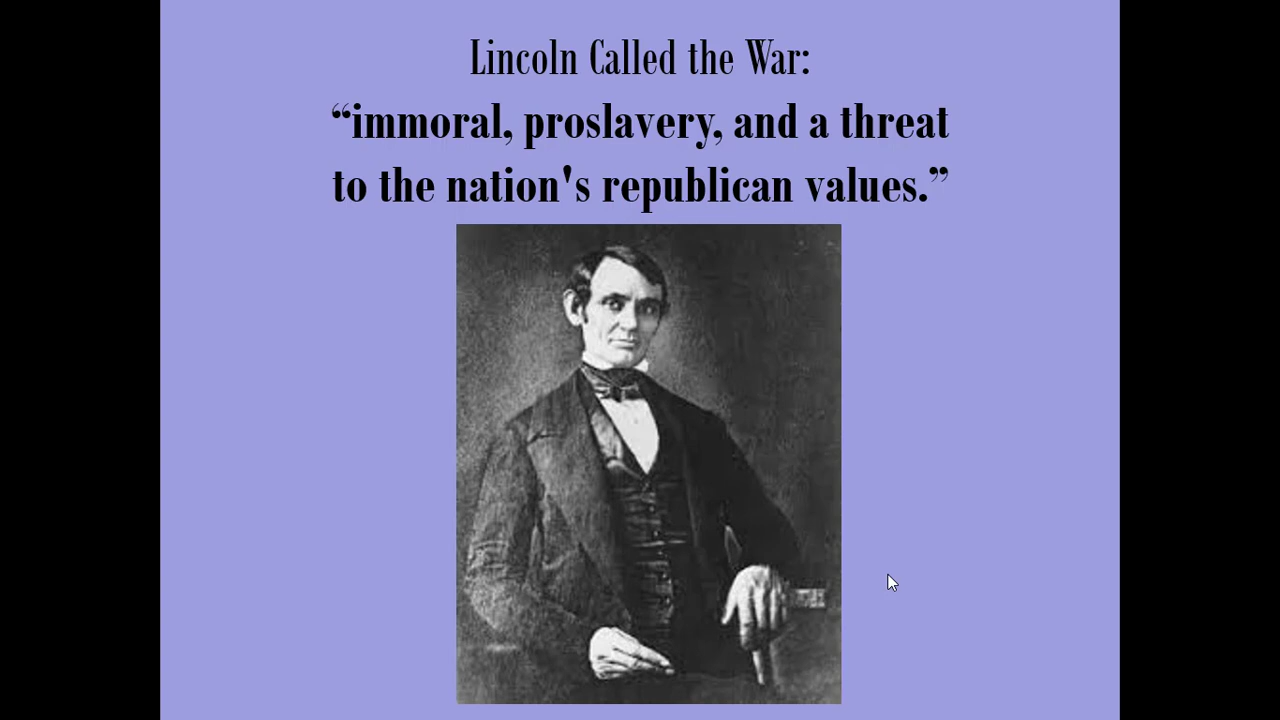 Lincoln Called the War:
“immoral, proslavery, and a threat
to the nation's republican values.”